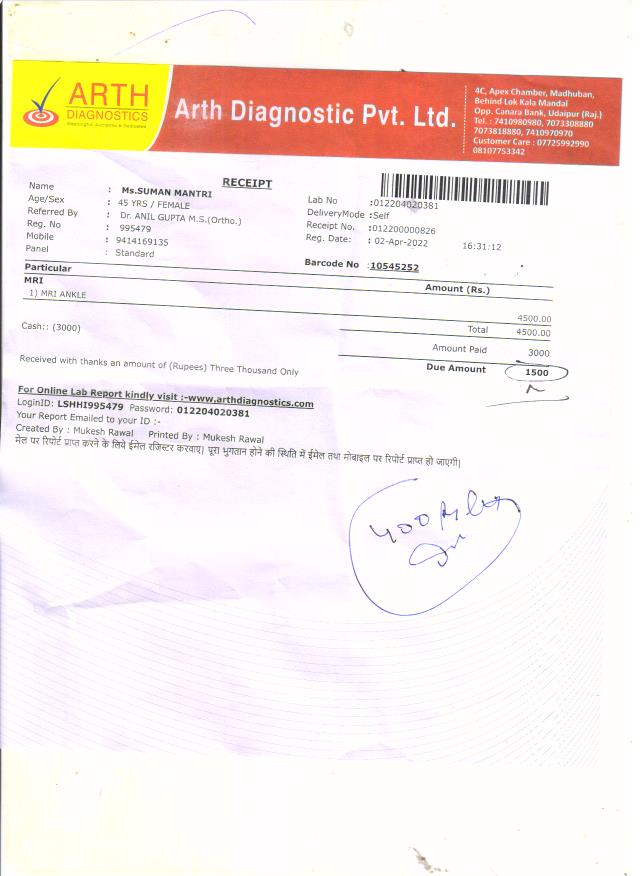 ARTH
DIAGNOSTICS
Arth Diagnostic Pvt. Ltd.
4C, Apex Chamber, Madhuban,
Behind Lok Kala Mandal
Opp. Canara Bank, Udaipur (Raj.)
Tel. : 7410980980, 7073308880
7073818880, 7410970970
Customer Care : 07725992990
08107753342
RECEIPT
Name : Ms.SUMAN MANTRI
Age/Sex : 45 YRS / FEMALE
Referred By : Dr. ANIL GUPTA M.S.(Ortho.)
Reg. No : 995479
Mobile : 9414169135
Panel : Standard
Lab No :012204020381
DeliveryMode :Self
Receipt No. :012200000826
Reg. Date: : 02-Apr-2022 16:31:12
Barcode No :10545252
Particular Amount (Rs.)
MRI
1) MRI ANKLE 4500.00
Total 4500.00
Cash:: (3000)
Amount Paid 3000
Received with thanks an amount of (Rupees) Three Thousand Only
Due Amount 1500
For Online Lab Report kindly visit :-www.arthdiagnostics.com
LoginID: LSHHI995479 Password: 012204020381
Your Report Emailed to your ID :-
Created By : Mukesh Rawal Printed By : Mukesh Rawal
मेल पर रिपोर्ट प्राप्त करने के लिये ईमेल रजिस्टर करवाए| पूरा भुगतान होने की स्थिति में ईमेल तथा मोबाइल पर रिपोर्ट प्राप्त हो जाएगी|